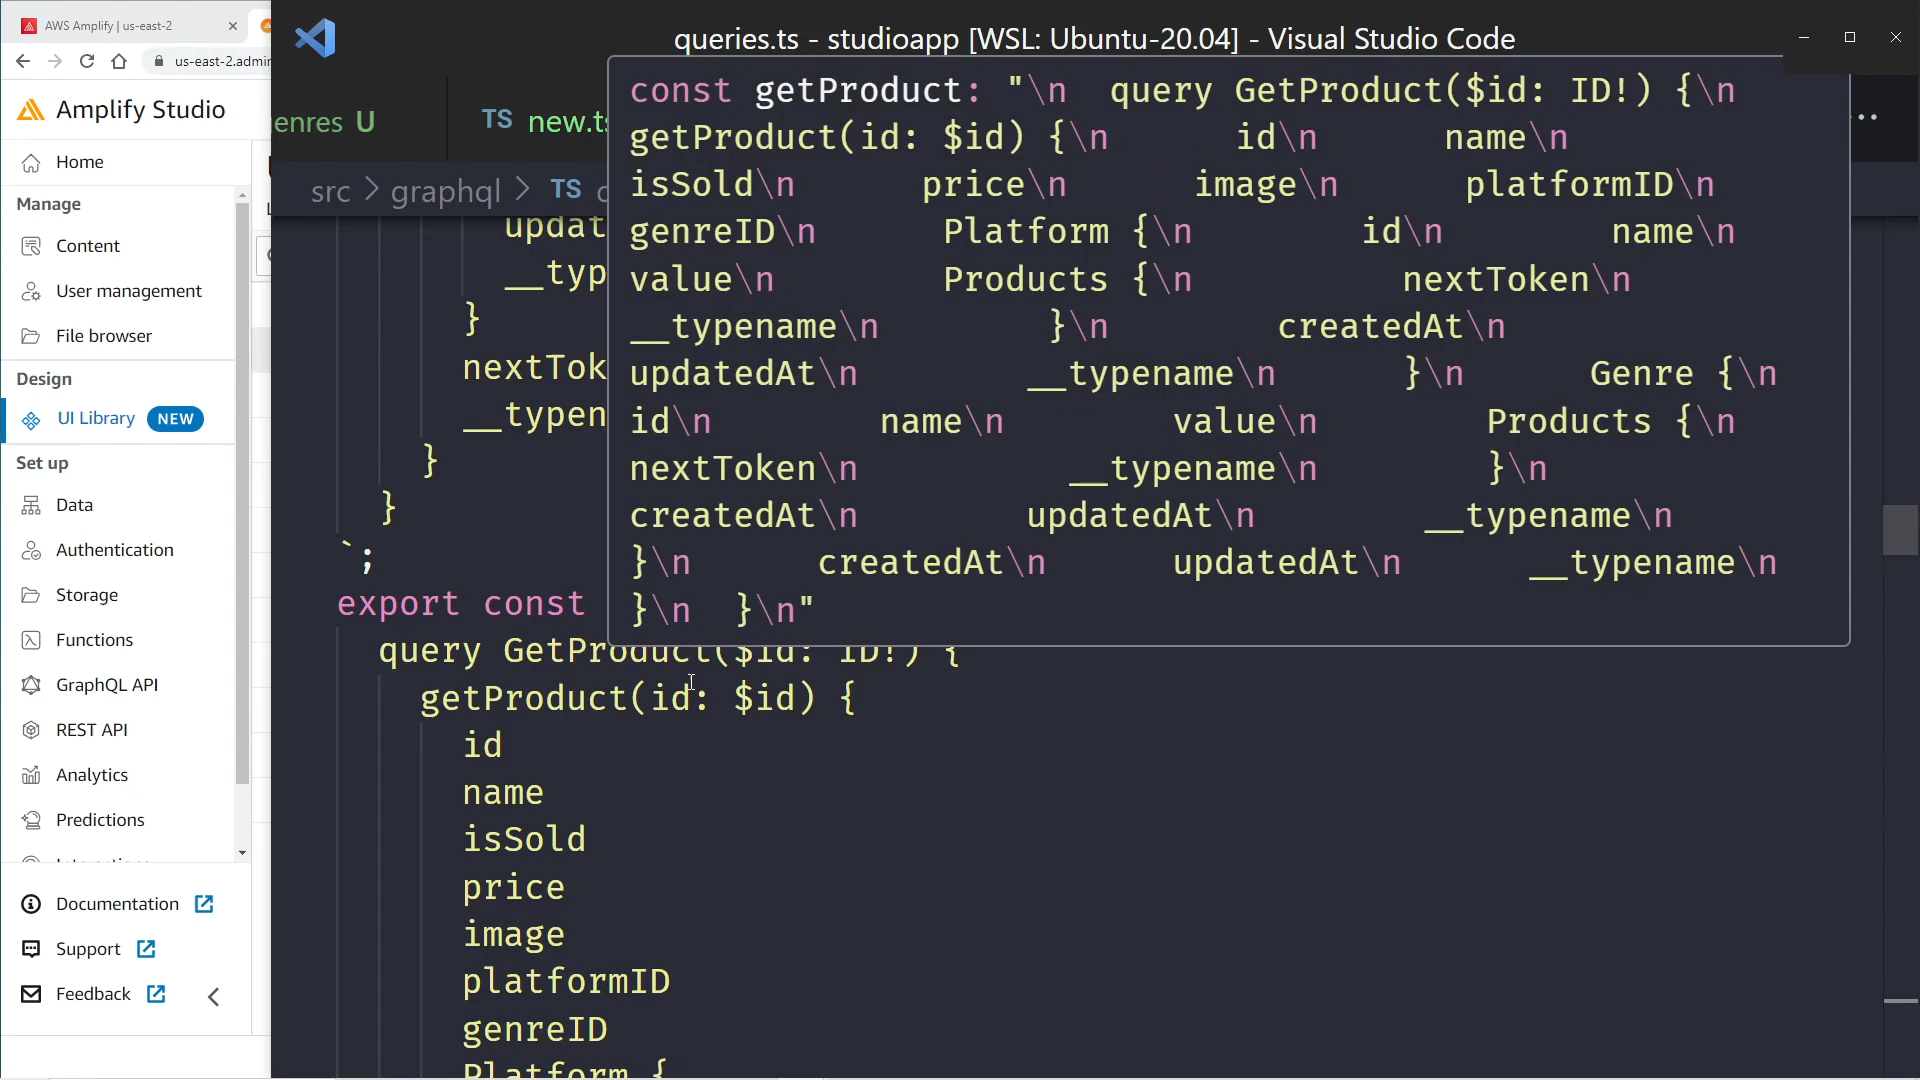 AWS Amplify | us-east-2
us-east-2.admin
Amplify Studio
Home
Manage
Content
User management
File browser
Design
UI Library NEW
Set up
Data
Authentication
Storage
Functions
GraphQL API
REST API
Analytics
Predictions
Documentation
Support
Feedback
queries.ts - studioapp [WSL: Ubuntu-20.04] - Visual Studio Code
enres U
TS new.ts
src > graphql > TS
const getProduct: "\n query GetProduct($id: ID!) {\n
getProduct(id: $id) {\n id\n name\n
isSold\n price\n image\n platformID\n
genreID\n Platform {\n id\n name\n
value\n Products {\n nextToken\n
__typename\n }\n createdAt\n
updatedAt\n __typename\n }\n Genre {\n
id\n name\n value\n Products {\n
nextToken\n __typename\n }\n
createdAt\n updatedAt\n __typename\n
}\n createdAt\n updatedAt\n __typename\n
}\n }\n"
updat
__typ
}
nextTok
__typen
}
}
`;
export const
query GetProduct($id: ID!) {
getProduct(id: $id) {
id
name
isSold
price
image
platformID
genreID
Platform {